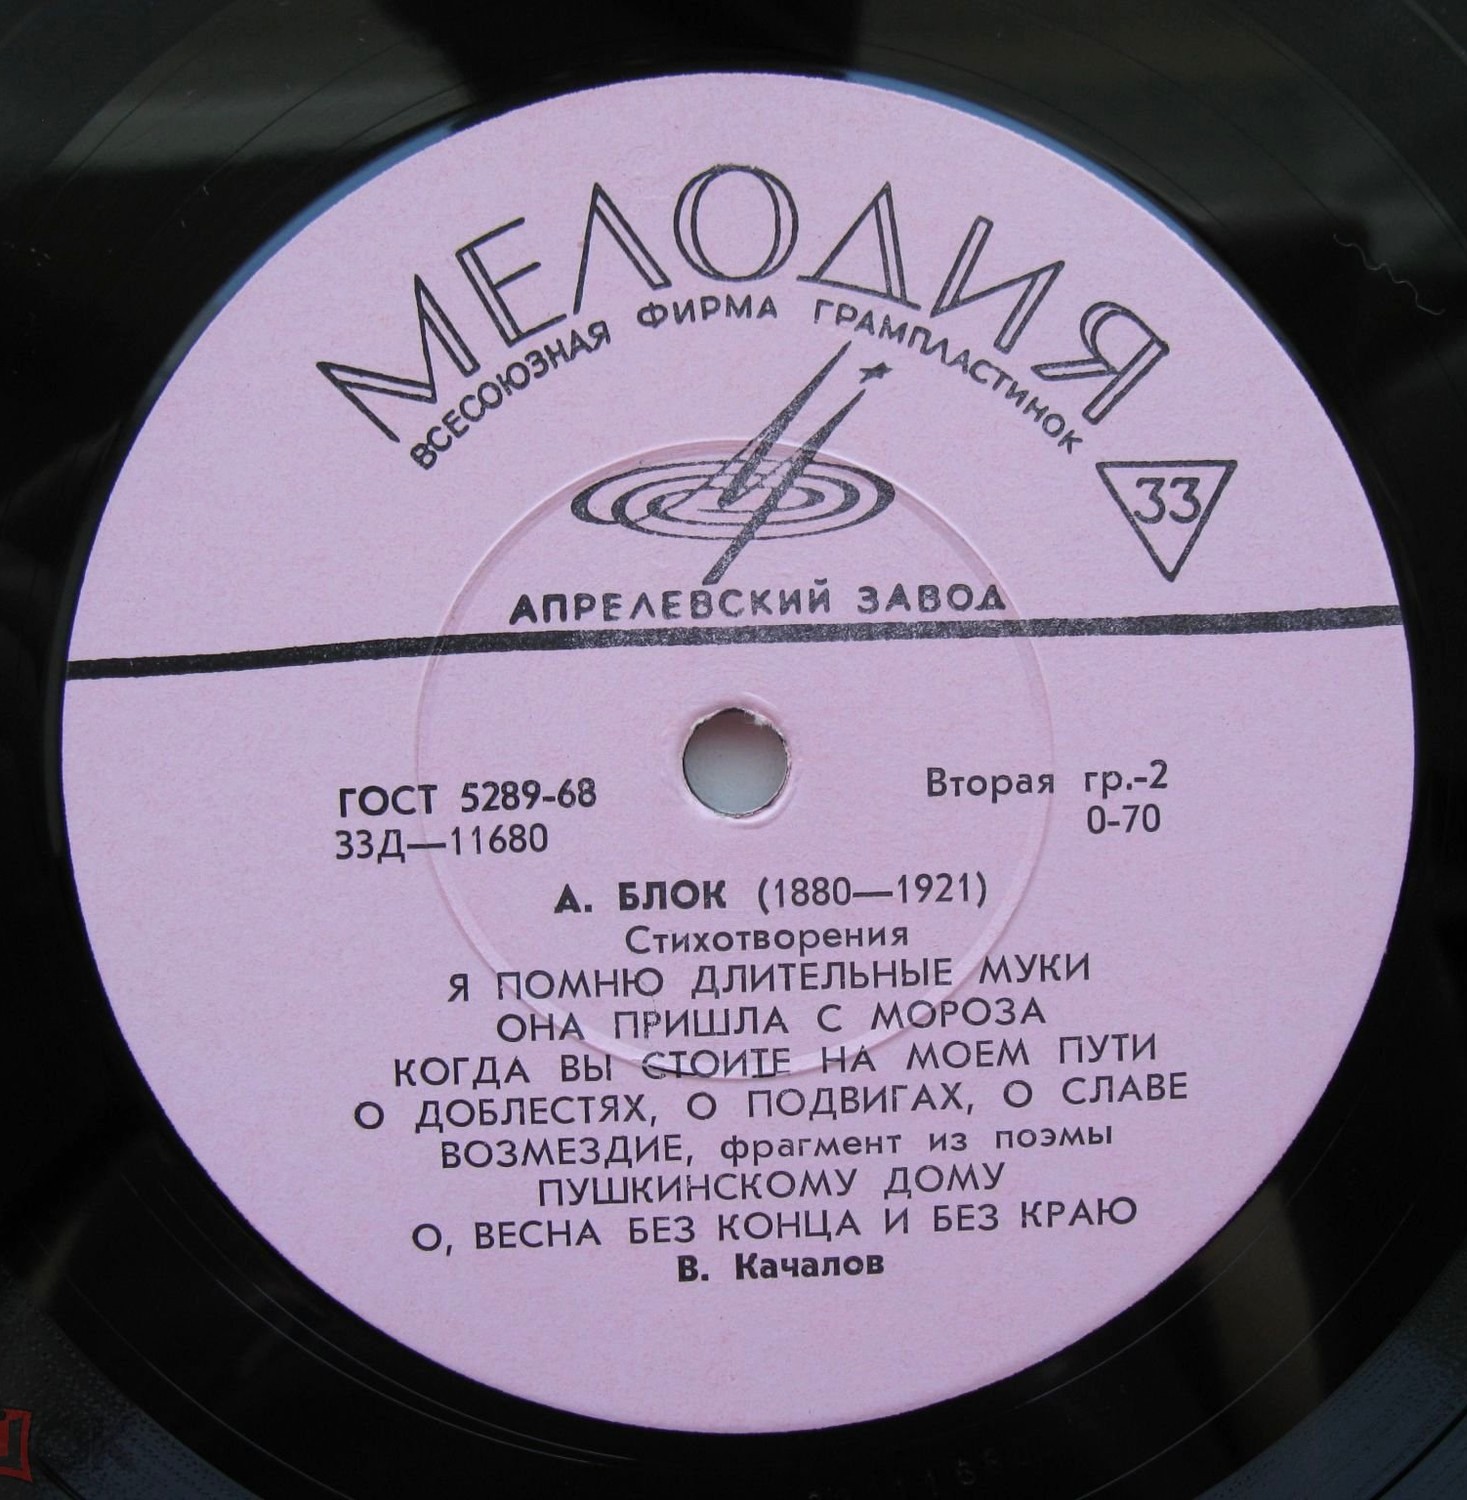 МЕЛОДИЯ
ВСЕСОЮЗНАЯ ФИРМА ГРАМПЛАСТИНОК
33
АПРЕЛЕВСКИЙ ЗАВОД
ГОСТ 5289-68
33Д—11680
Вторая гр.-2
0-70
А. БЛОК (1880—1921)
Стихотворения
Я ПОМНЮ ДЛИТЕЛЬНЫЕ МУКИ
ОНА ПРИШЛА С МОРОЗА
КОГДА ВЫ СТОИТЕ НА МОЕМ ПУТИ
О ДОБЛЕСТЯХ, О ПОДВИГАХ, О СЛАВЕ
ВОЗМЕЗДИЕ, фрагмент из поэмы
ПУШКИНСКОМУ ДОМУ
О, ВЕСНА БЕЗ КОНЦА И БЕЗ КРАЮ
В. Качалов